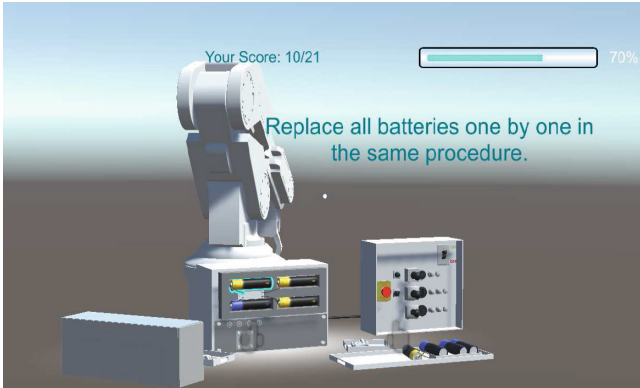 Your Score: 10/21
70%
Replace all batteries one by one in
the same procedure.